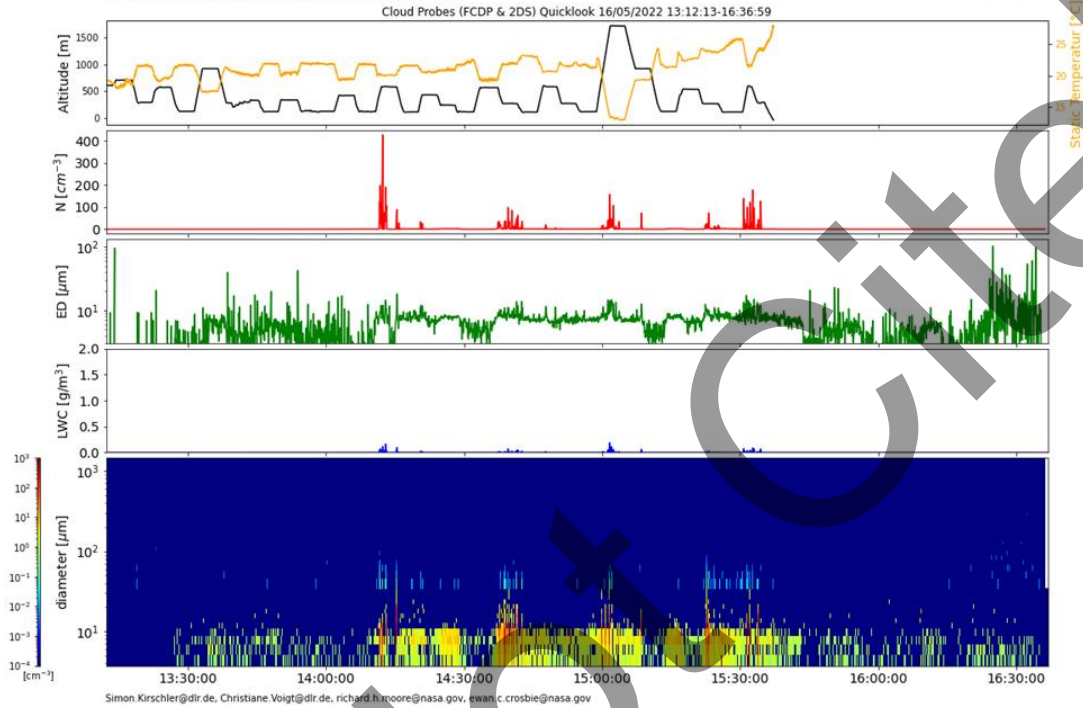 Cloud Probes (FCDP & 2DS) Quicklook 16/05/2022 13:12:13-16:36:59
Altitude [m]
1500
1000
500
0
25
20
15
Static Temperatur [°C]
N [cm⁻³]
400
300
200
100
0
ED [μm]
10²
10¹
LWC [g/m³]
2.0
1.5
1.0
0.5
0.0
diameter [μm]
10³
10²
10¹
10³
10²
10¹
10⁰
10⁻¹
10⁻²
10⁻³
10⁻⁴
[cm⁻³]
13:30:00 14:00:00 14:30:00 15:00:00 15:30:00 16:00:00 16:30:00
Simon.Kirschler@dlr.de, Christiane.Voigt@dlr.de, richard.h.moore@nasa.gov, ewan.c.crosbie@nasa.gov
ot Cite